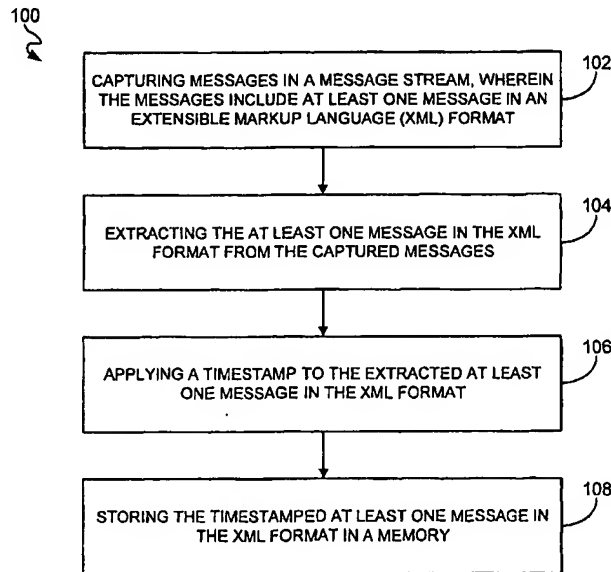 100
CAPTURING MESSAGES IN A MESSAGE STREAM, WHEREIN
THE MESSAGES INCLUDE AT LEAST ONE MESSAGE IN AN
EXTENSIBLE MARKUP LANGUAGE (XML) FORMAT
102
EXTRACTING THE AT LEAST ONE MESSAGE IN THE XML
FORMAT FROM THE CAPTURED MESSAGES
104
APPLYING A TIMESTAMP TO THE EXTRACTED AT LEAST
ONE MESSAGE IN THE XML FORMAT
106
STORING THE TIMESTAMPED AT LEAST ONE MESSAGE IN
THE XML FORMAT IN A MEMORY
108